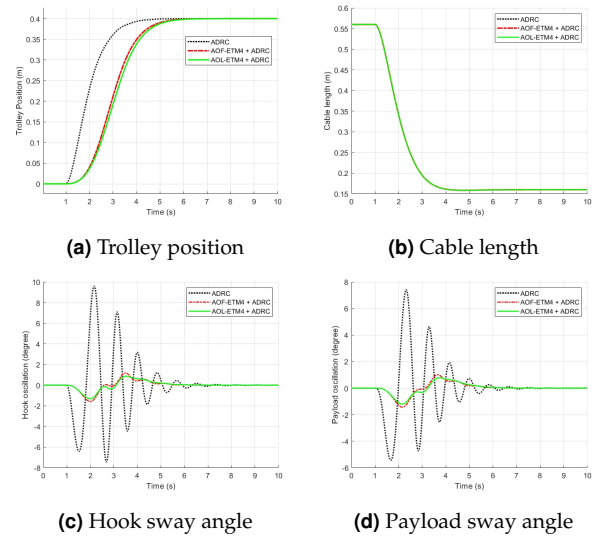 Trolley Position (m)
0.4
0.35
0.3
0.25
0.2
0.15
0.1
0.05
0
ADRC
AOF-ETM4 + ADRC
AOL-ETM4 + ADRC
0 1 2 3 4 5 6 7 8 9 10
Time (s)
(a) Trolley position
Cable length (m)
0.6
0.55
0.5
0.45
0.4
0.35
0.3
0.25
0.2
0.15
ADRC
AOF-ETM4 + ADRC
AOL-ETM4 + ADRC
0 1 2 3 4 5 6 7 8 9 10
Time (s)
(b) Cable length
Hook oscillation (degree)
10
8
6
4
2
0
-2
-4
-6
-8
ADRC
AOF-ETM4 + ADRC
AOL-ETM4 + ADRC
0 1 2 3 4 5 6 7 8 9 10
Time (s)
(c) Hook sway angle
Payload oscillation (degree)
8
6
4
2
0
-2
-4
-6
ADRC
AOF-ETM4 + ADRC
AOL-ETM4 + ADRC
0 1 2 3 4 5 6 7 8 9 10
Time (s)
(d) Payload sway angle